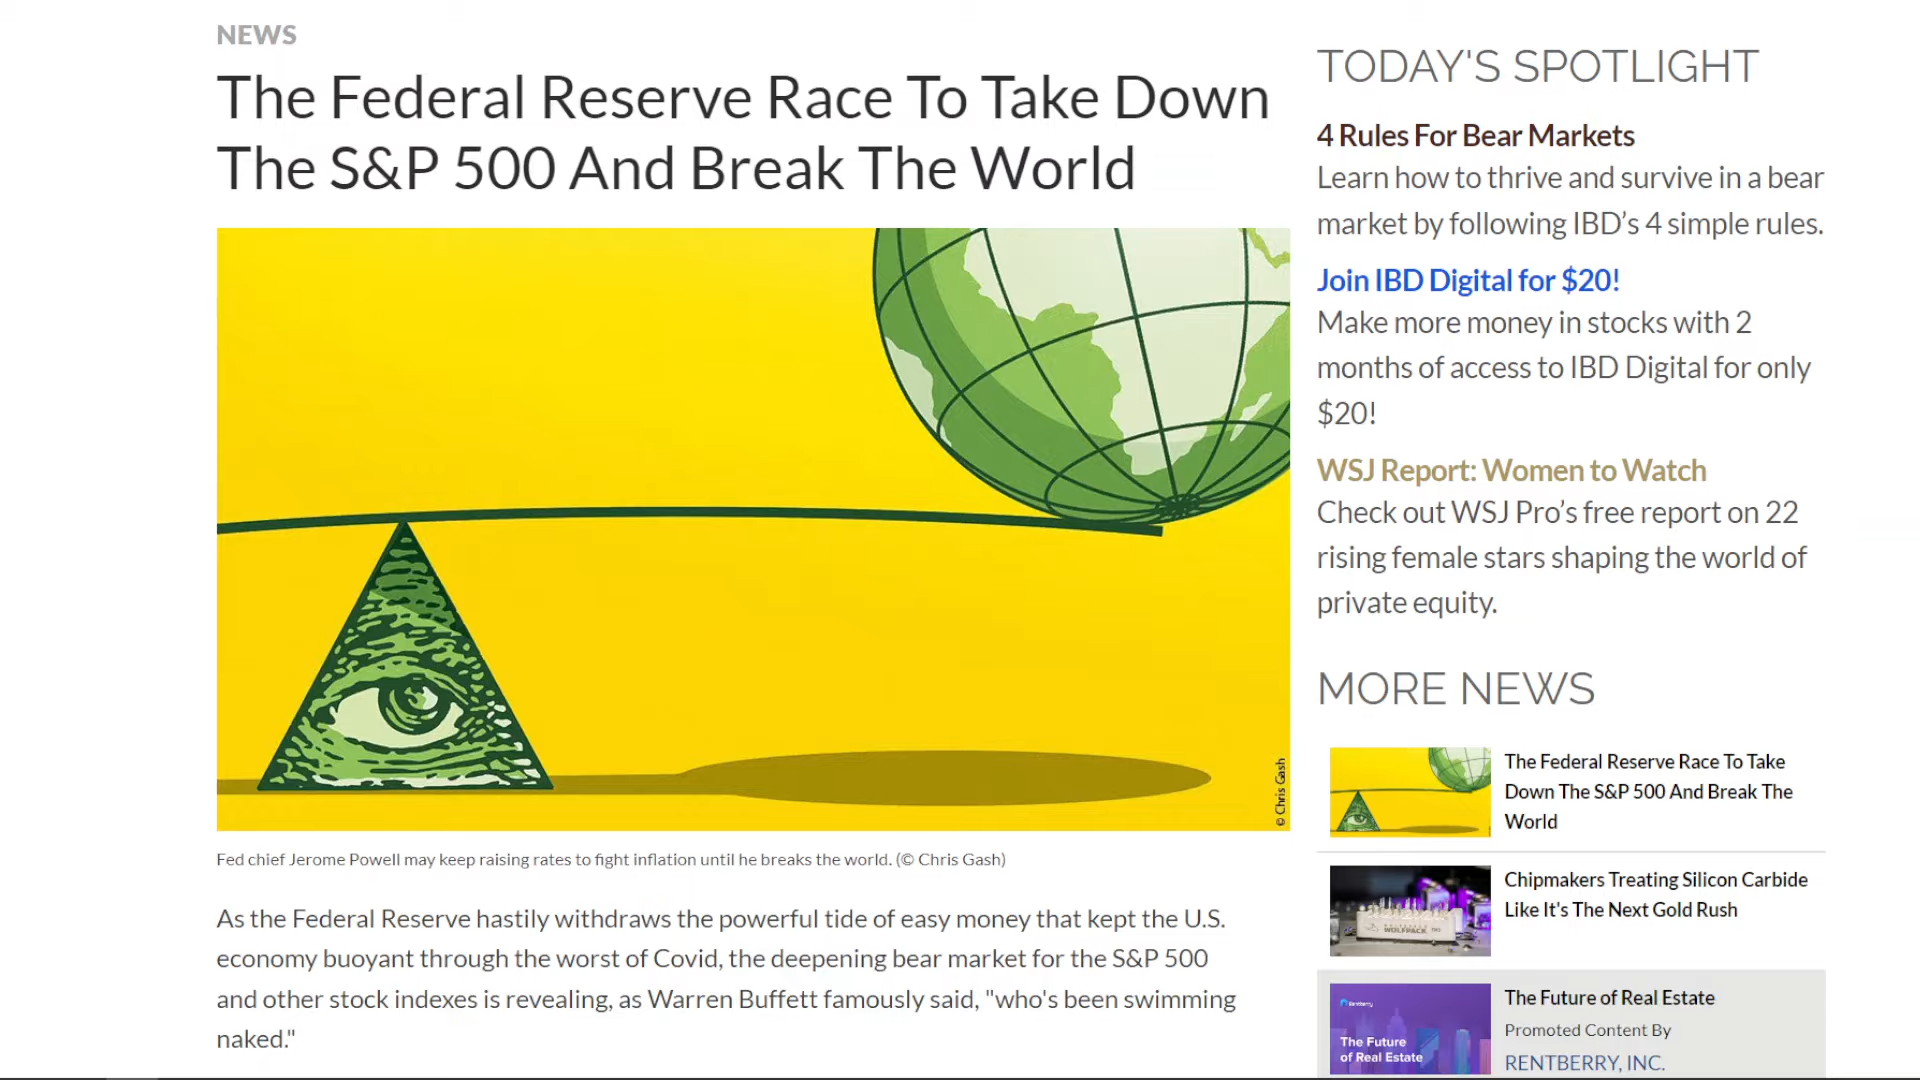 NEWS
The Federal Reserve Race To Take Down
The S&P 500 And Break The World
© Chris Gash
Fed chief Jerome Powell may keep raising rates to fight inflation until he breaks the world. (© Chris Gash)
As the Federal Reserve hastily withdraws the powerful tide of easy money that kept the U.S.
economy buoyant through the worst of Covid, the deepening bear market for the S&P 500
and other stock indexes is revealing, as Warren Buffett famously said, "who's been swimming
naked."
TODAY'S SPOTLIGHT
4 Rules For Bear Markets
Learn how to thrive and survive in a bear
market by following IBD’s 4 simple rules.
Join IBD Digital for $20!
Make more money in stocks with 2
months of access to IBD Digital for only
$20!
WSJ Report: Women to Watch
Check out WSJ Pro’s free report on 22
rising female stars shaping the world of
private equity.
MORE NEWS
The Federal Reserve Race To Take
Down The S&P 500 And Break The
World
WOLFPACK
Chipmakers Treating Silicon Carbide
Like It's The Next Gold Rush
Rentberry
The Future
of Real Estate
The Future of Real Estate
Promoted Content By
RENTBERRY, INC.